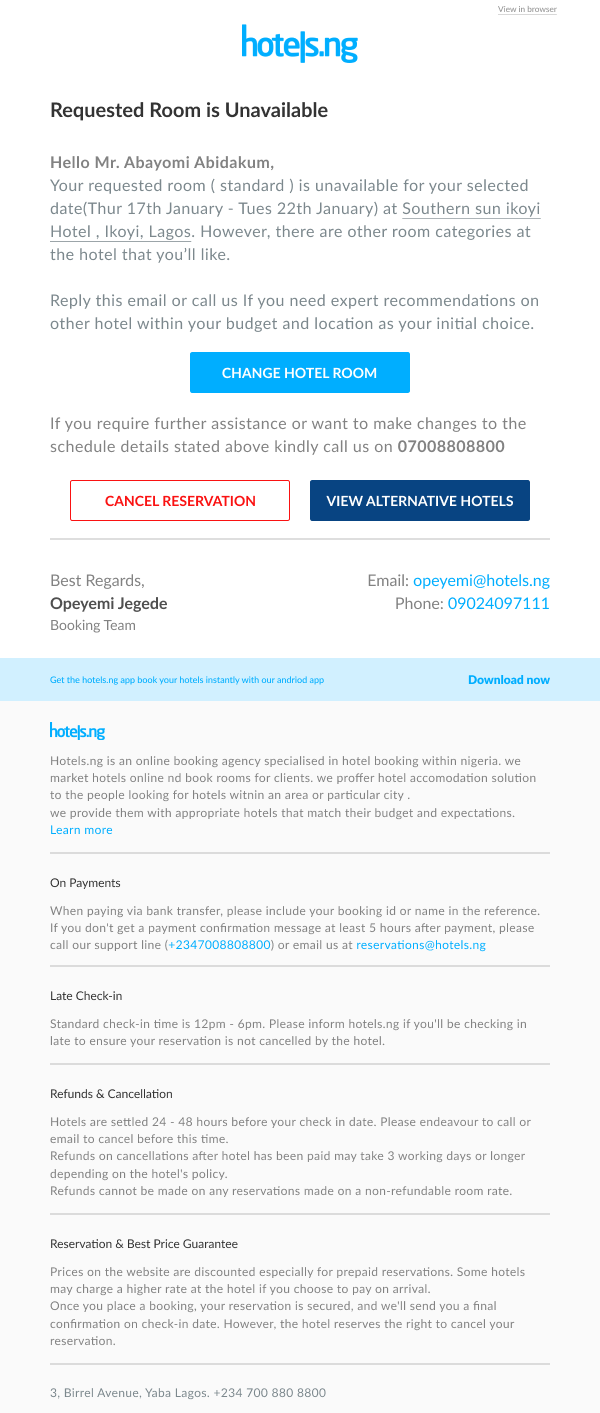 View in browser
hotels.ng
Requested Room is Unavailable
Hello Mr. Abayomi Abidakum,
Your requested room ( standard ) is unavailable for your selected
date(Thur 17th January - Tues 22th January) at Southern sun ikoyi
Hotel , Ikoyi, Lagos. However, there are other room categories at
the hotel that you'll like.
Reply this email or call us If you need expert recommendations on
other hotel within your budget and location as your initial choice.
CHANGE HOTEL ROOM
If you require further assistance or want to make changes to the
schedule details stated above kindly call us on 07008808800
CANCEL RESERVATION
VIEW ALTERNATIVE HOTELS
Best Regards,
Opeyemi Jegede
Booking Team
Email: opeyemi@hotels.ng
Phone: 09024097111
Get the hotels.ng app book your hotels instantly with our andriod app
Download now
hotels.ng
Hotels.ng is an online booking agency specialised in hotel booking within nigeria. we
market hotels online nd book rooms for clients. we proffer hotel accomodation solution
to the people looking for hotels witnin an area or particular city .
we provide them with appropriate hotels that match their budget and expectations.
Learn more
On Payments
When paying via bank transfer, please include your booking id or name in the reference.
If you don't get a payment confirmation message at least 5 hours after payment, please
call our support line (+2347008808800) or email us at reservations@hotels.ng
Late Check-in
Standard check-in time is 12pm - 6pm. Please inform hotels.ng if you'll be checking in
late to ensure your reservation is not cancelled by the hotel.
Refunds & Cancellation
Hotels are settled 24 - 48 hours before your check in date. Please endeavour to call or
email to cancel before this time.
Refunds on cancellations after hotel has been paid may take 3 working days or longer
depending on the hotel's policy.
Refunds cannot be made on any reservations made on a non-refundable room rate.
Reservation & Best Price Guarantee
Prices on the website are discounted especially for prepaid reservations. Some hotels
may charge a higher rate at the hotel if you choose to pay on arrival.
Once you place a booking, your reservation is secured, and we'll send you a final
confirmation on check-in date. However, the hotel reserves the right to cancel your
reservation.
3, Birrel Avenue, Yaba Lagos. +234 700 880 8800